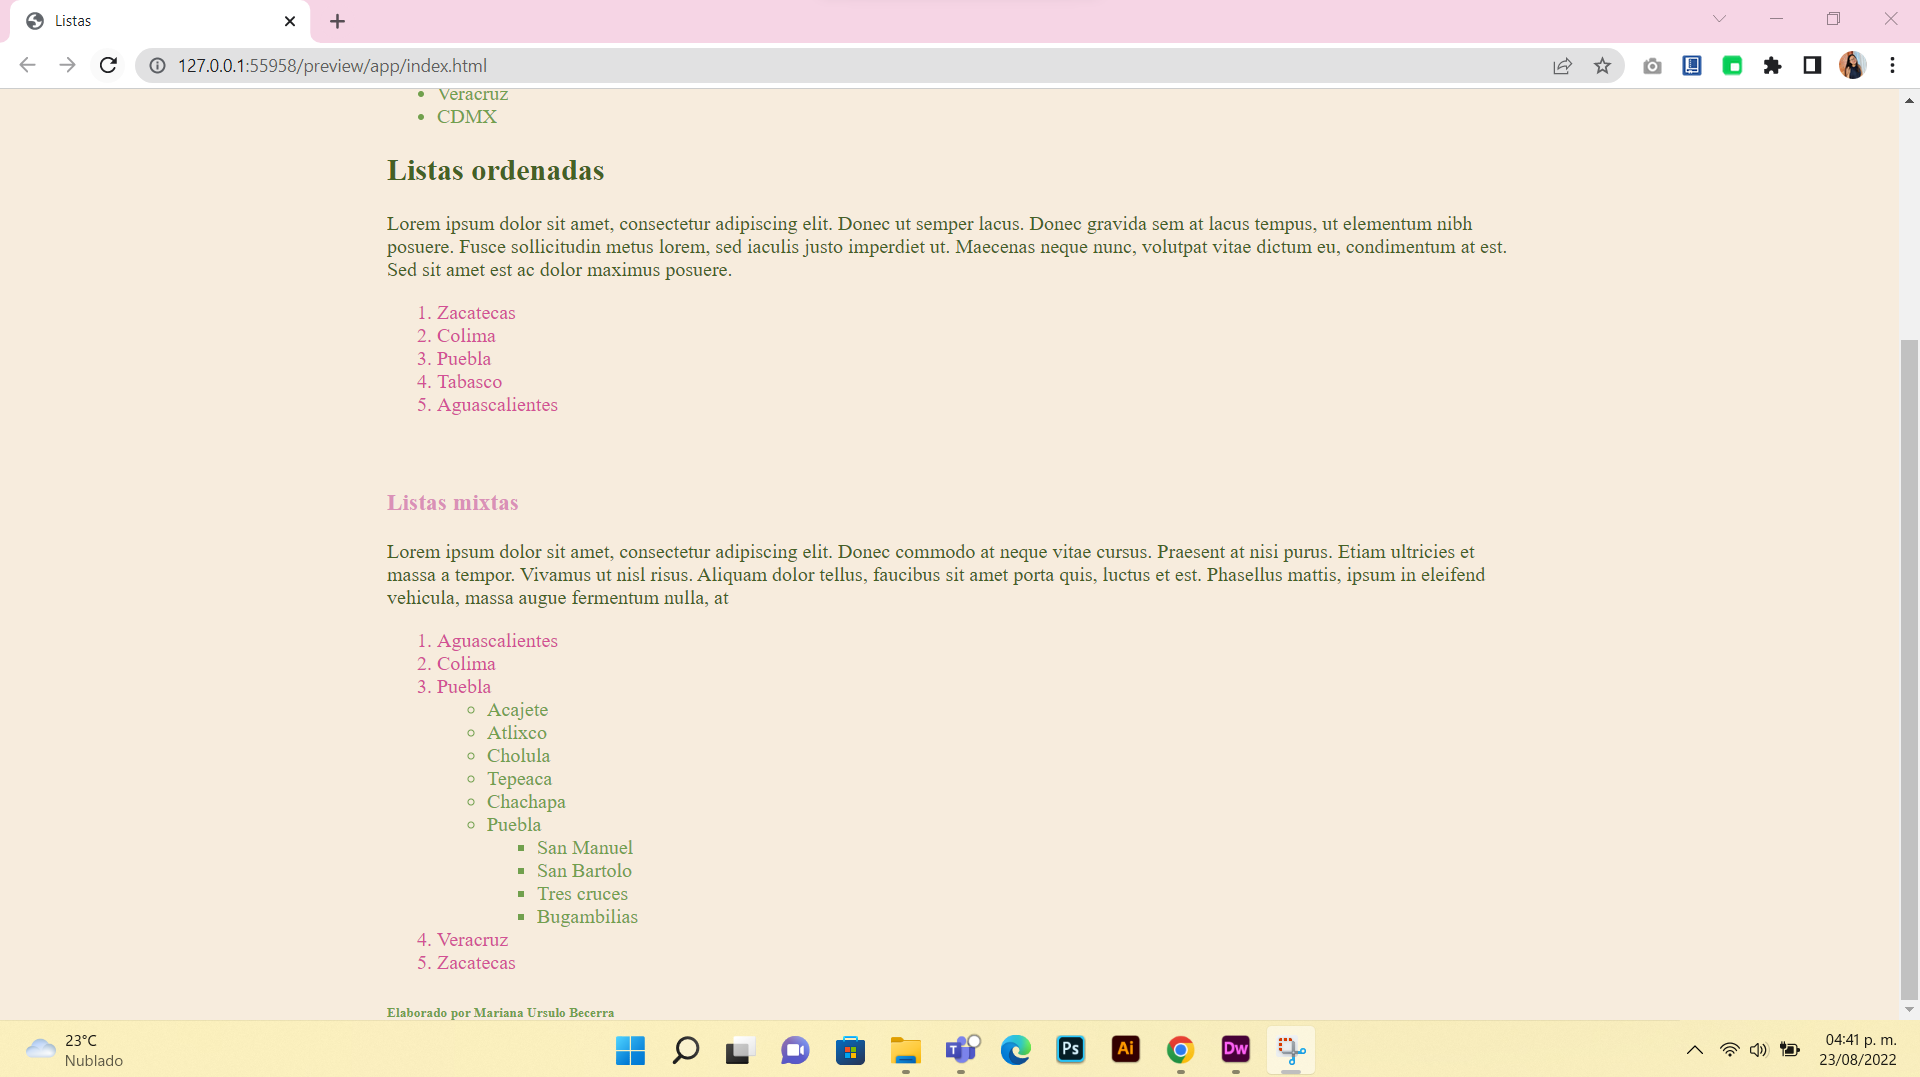 Listas
127.0.0.1:55958/preview/app/index.html
Veracruz
CDMX
Listas ordenadas
Lorem ipsum dolor sit amet, consectetur adipiscing elit. Donec ut semper lacus. Donec gravida sem at lacus tempus, ut elementum nibh
posuere. Fusce sollicitudin metus lorem, sed iaculis justo imperdiet ut. Maecenas neque nunc, volutpat vitae dictum eu, condimentum at est.
Sed sit amet est ac dolor maximus posuere.
1. Zacatecas
2. Colima
3. Puebla
4. Tabasco
5. Aguascalientes
Listas mixtas
Lorem ipsum dolor sit amet, consectetur adipiscing elit. Donec commodo at neque vitae cursus. Praesent at nisi purus. Etiam ultricies et
massa a tempor. Vivamus ut nisl risus. Aliquam dolor tellus, faucibus sit amet porta quis, luctus et est. Phasellus mattis, ipsum in eleifend
vehicula, massa augue fermentum nulla, at
1. Aguascalientes
2. Colima
3. Puebla
Acajete
Atlixco
Cholula
Tepeaca
Chachapa
Puebla
San Manuel
San Bartolo
Tres cruces
Bugambilias
4. Veracruz
5. Zacatecas
Elaborado por Mariana Ursulo Becerra
23°C
Nublado
Ps
Ai
Dw
04:41 p. m.
23/08/2022